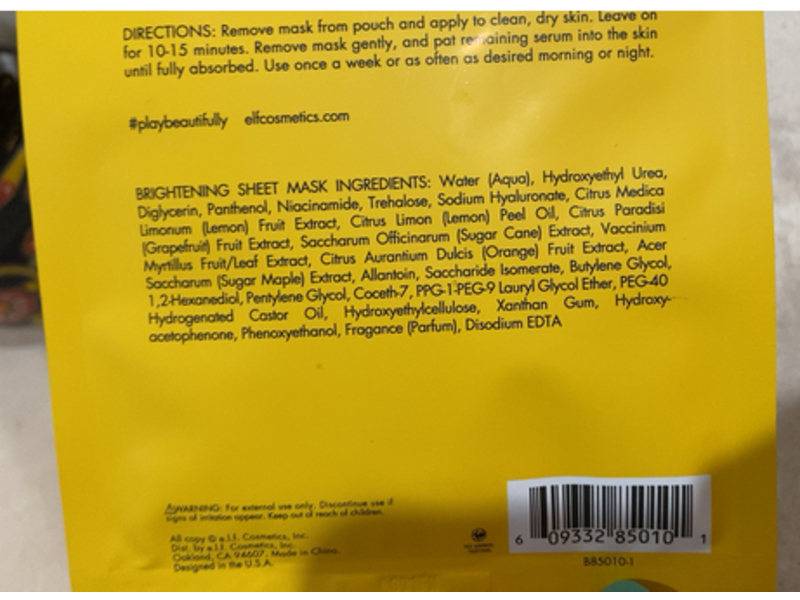 DIRECTIONS: Remove mask from pouch and apply to clean, dry skin. Leave on
for 10-15 minutes. Remove mask gently, and pat remaining serum into the skin
until fully absorbed. Use once a week or as often as desired morning or night.
#playbeautifully elfcosmetics.com
BRIGHTENING SHEET MASK INGREDIENTS: Water (Aqua), Hydroxyethyl Urea,
Diglycerin, Panthenol, Niacinamide, Trehalose, Sodium Hyaluronate, Citrus Medica
Limonum (Lemon) Fruit Extract, Citrus Limon (Lemon) Peel Oil, Citrus Paradisi
(Grapefruit) Fruit Extract, Saccharum Officinarum (Sugar Cane) Extract, Vaccinium
Myrtillus Fruit/Leaf Extract, Citrus Aurantium Dulcis (Orange) Fruit Extract, Acer
Saccharum (Sugar Maple) Extract, Allantoin, Saccharide Isomerate, Butylene Glycol,
1,2-Hexanediol, Pentylene Glycol, Coceth-7, PPG-1-PEG-9 Lauryl Glycol Ether, PEG-40
Hydrogenated Castor Oil, Hydroxyethylcellulose, Xanthan Gum, Hydroxy-
acetophenone, Phenoxyethanol, Fragance (Parfum), Disodium EDTA
WARNING: For external use only. Discontinue use if
signs of irritation appear. Keep out of reach of children.
All copy © e.l.f. Cosmetics, Inc.
Dist. by e.l.f. Cosmetics, Inc.
Oakland, CA 94607. Made in China.
Designed in the U.S.A.
6 09332 85010 1
B85010-1